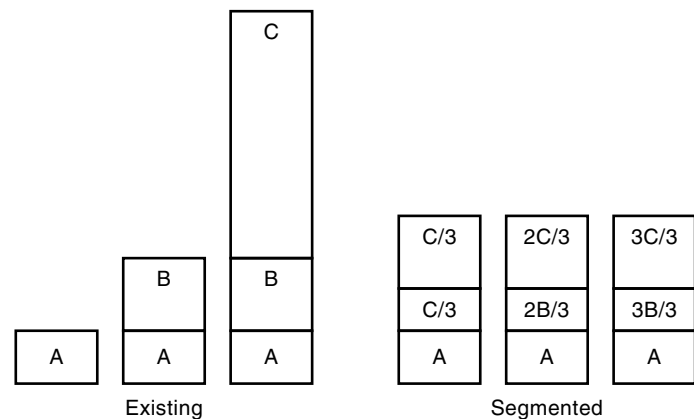 C
B B
A A A
Existing
C/3 2C/3 3C/3
C/3 2B/3 3B/3
A A A
Segmented